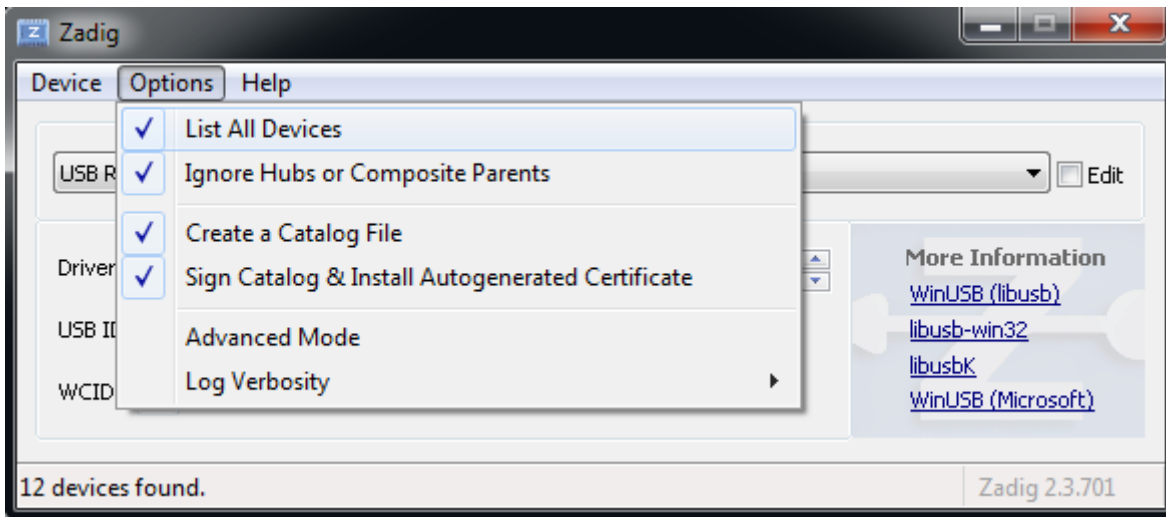 Zadig
Device Options Help
List All Devices
Ignore Hubs or Composite Parents
Create a Catalog File
Sign Catalog & Install Autogenerated Certificate
Advanced Mode
Log Verbosity
USB R
Edit
Driver
USB ID
WCID
More Information
WinUSB (libusb)
libusb-win32
libusbK
WinUSB (Microsoft)
12 devices found.
Zadig 2.3.701